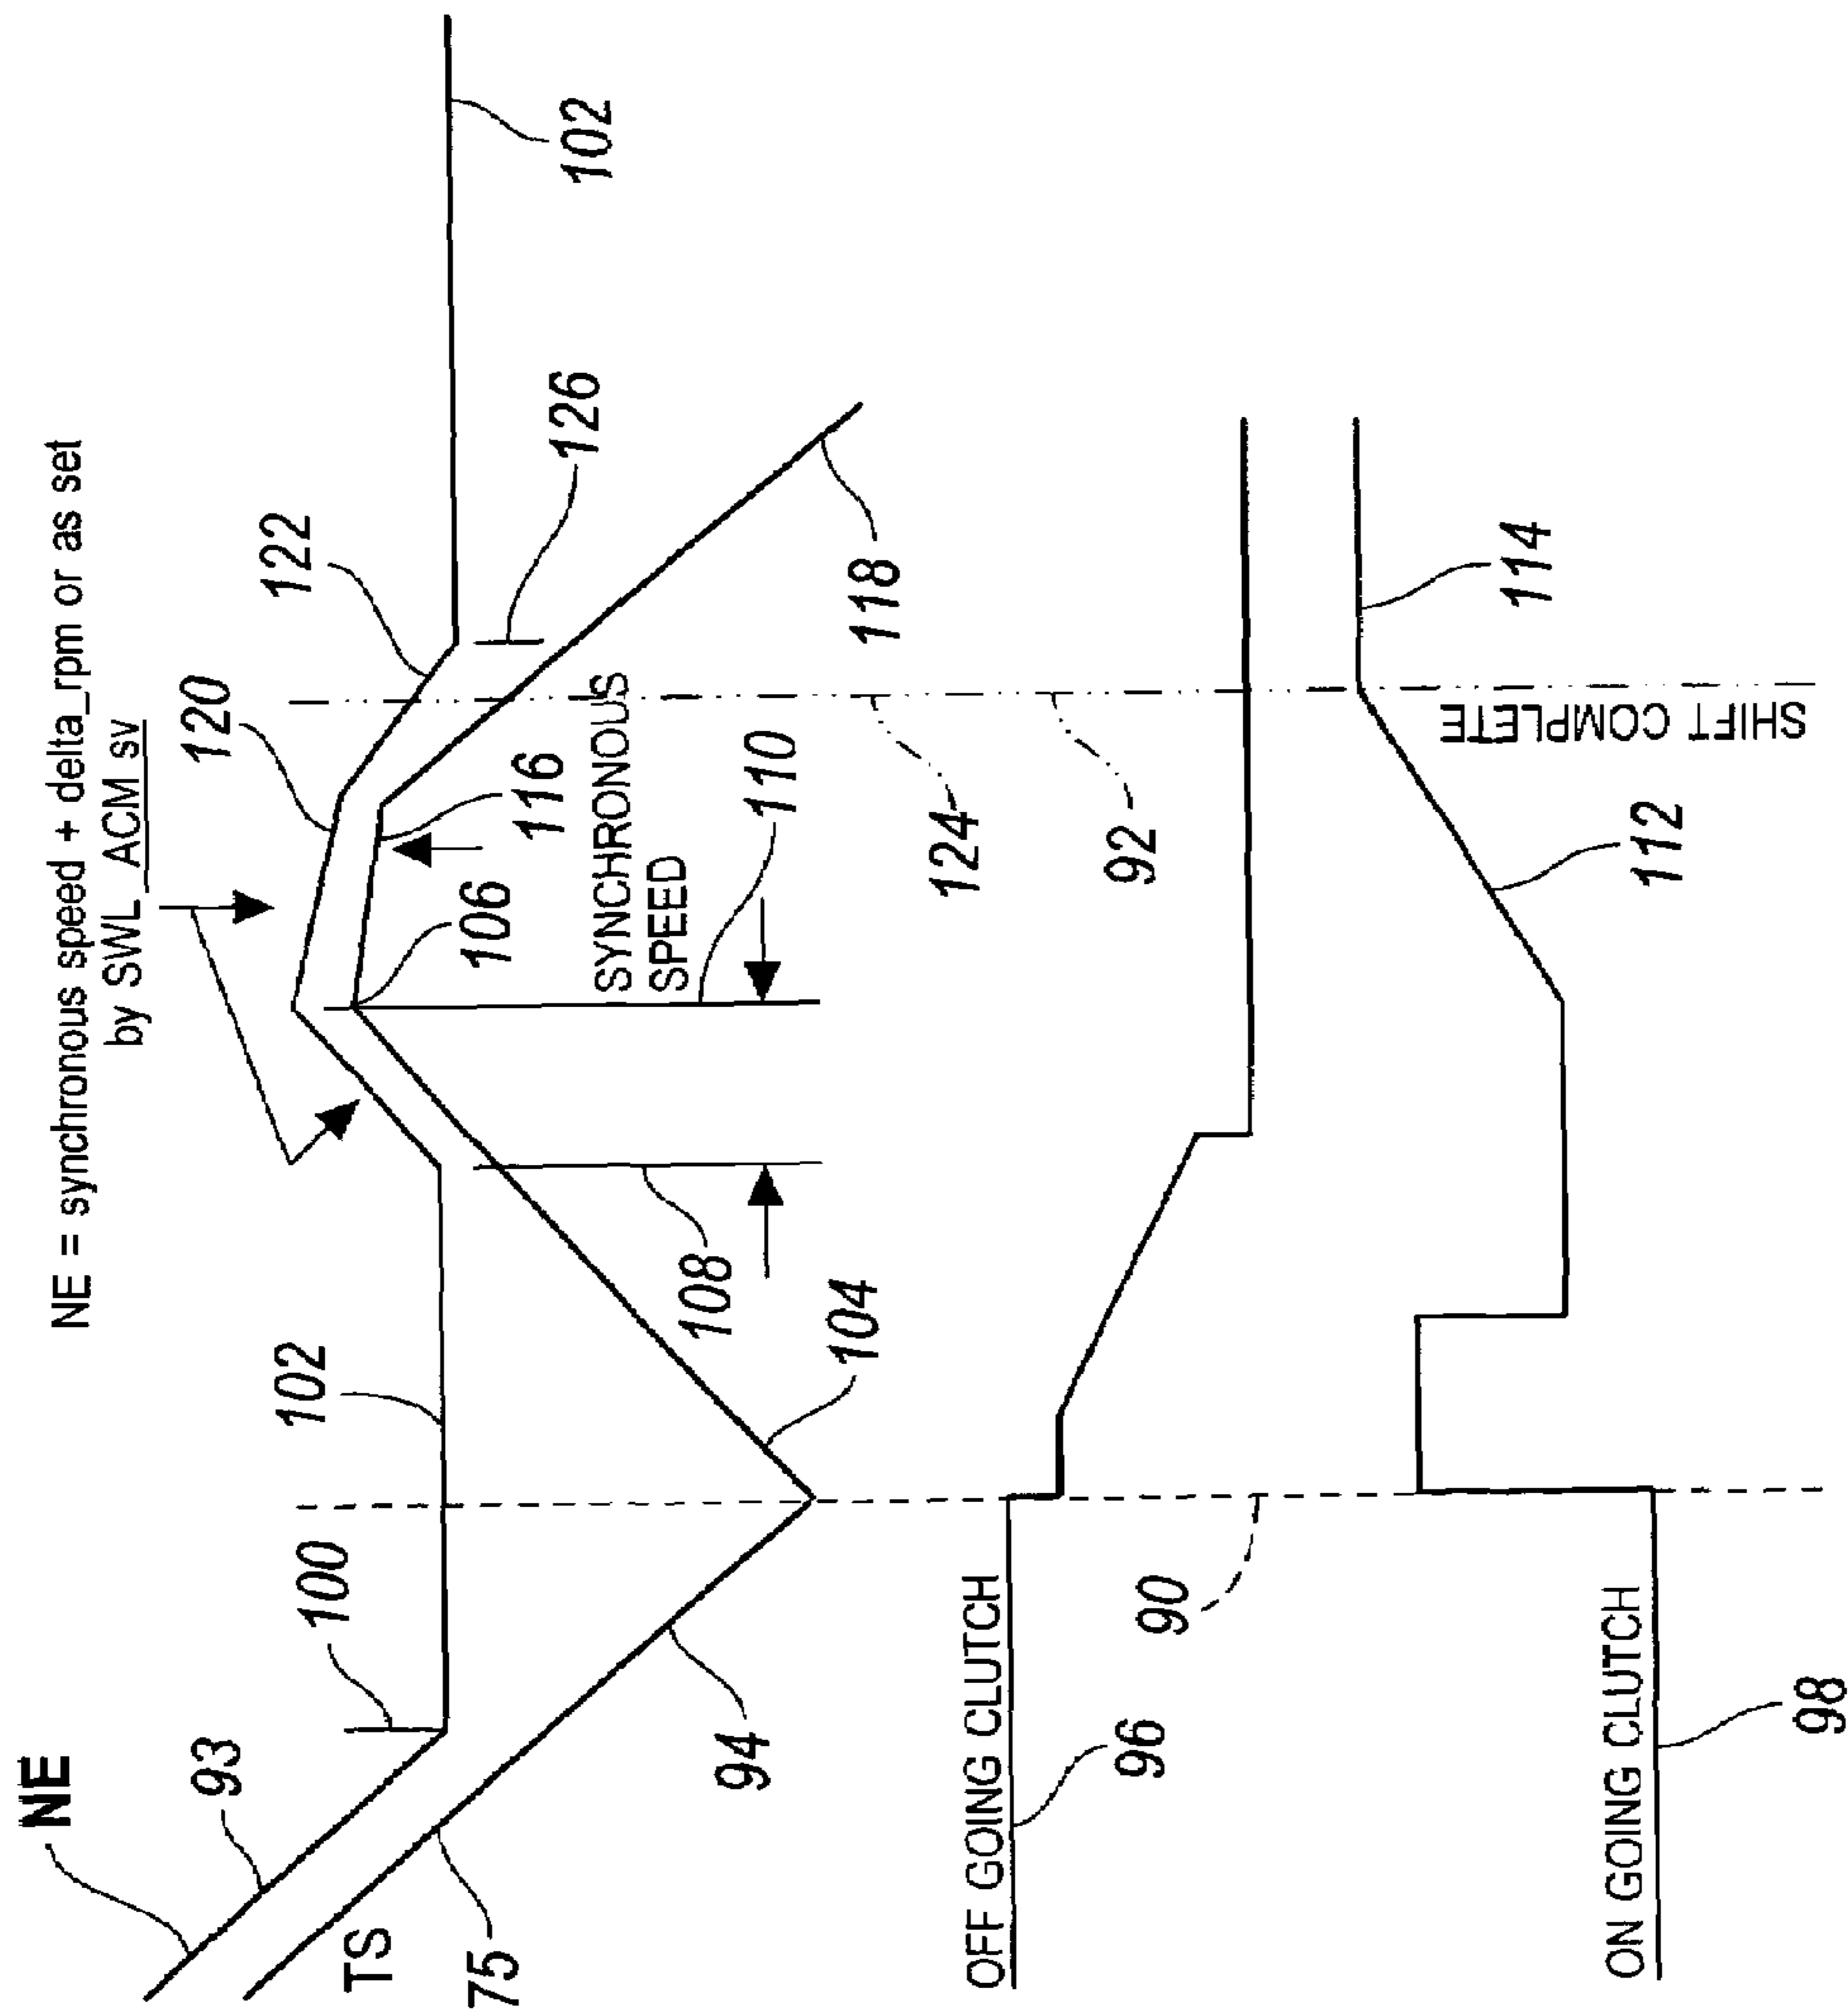 NE = synchronous speed + delta_rpm or as set
by SWL_ACM sv
NE
93
100
102
120
122
102
TS
75
94
104
108
106
116
SYNCHRONOUS
SPEED
110
126
118
124
92
OFF GOING CLUTCH
96
90
ON GOING CLUTCH
98
112
114
SHIFT COMPLETE